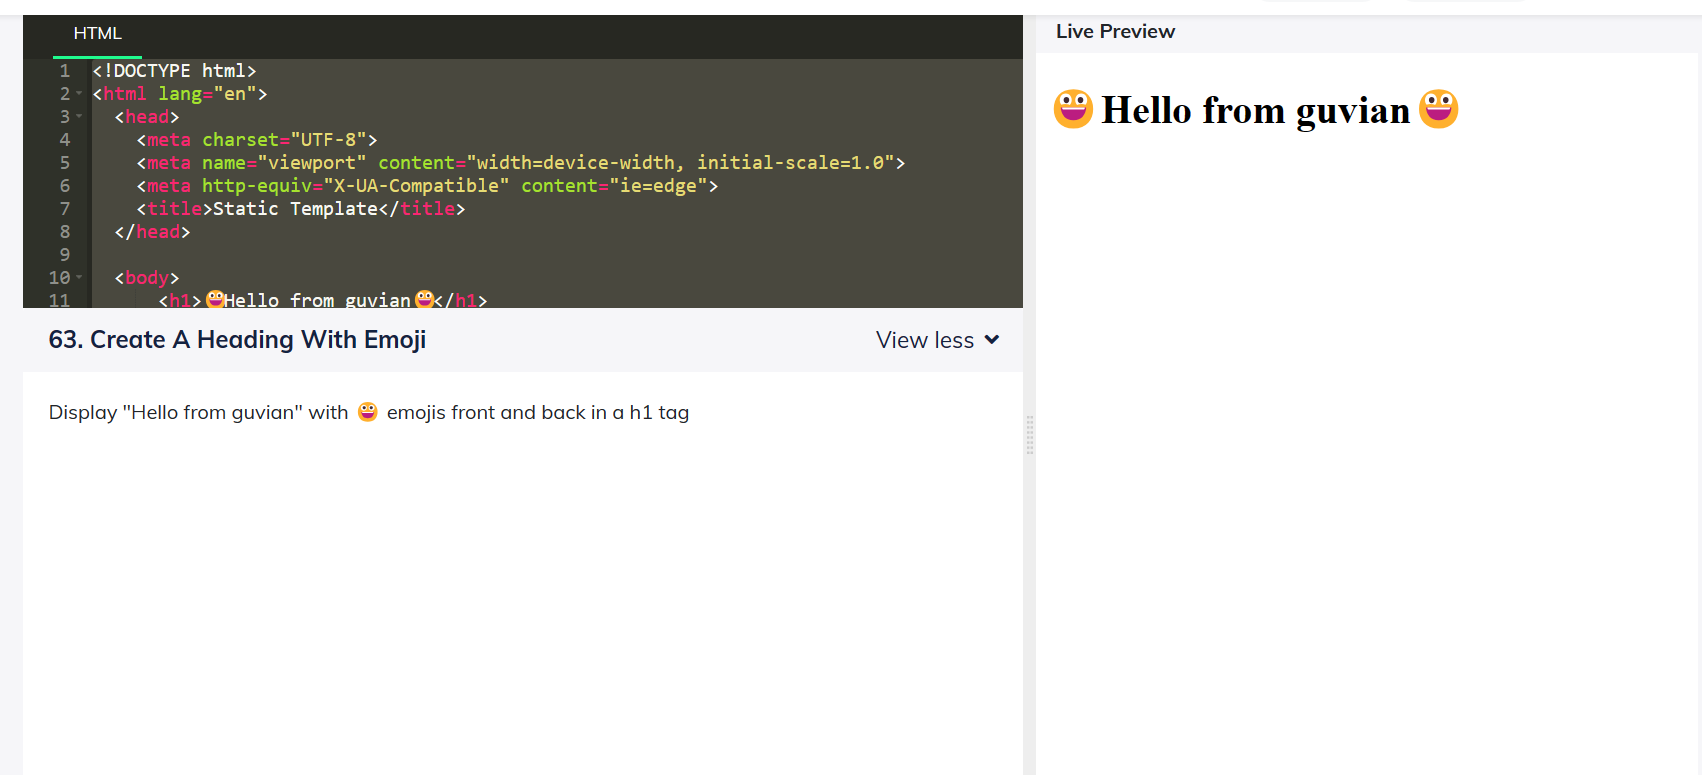 HTML
Live Preview
1 <!DOCTYPE html>
2 <html lang="en">
3 <head>
4 <meta charset="UTF-8">
5 <meta name="viewport" content="width=device-width, initial-scale=1.0">
6 <meta http-equiv="X-UA-Compatible" content="ie=edge">
7 <title>Static Template</title>
8 </head>
9
10 <body>
11 <h1>😀Hello from guvian😀</h1>
😀 Hello from guvian 😀
63. Create A Heading With Emoji
View less
Display "Hello from guvian" with 😀 emojis front and back in a h1 tag